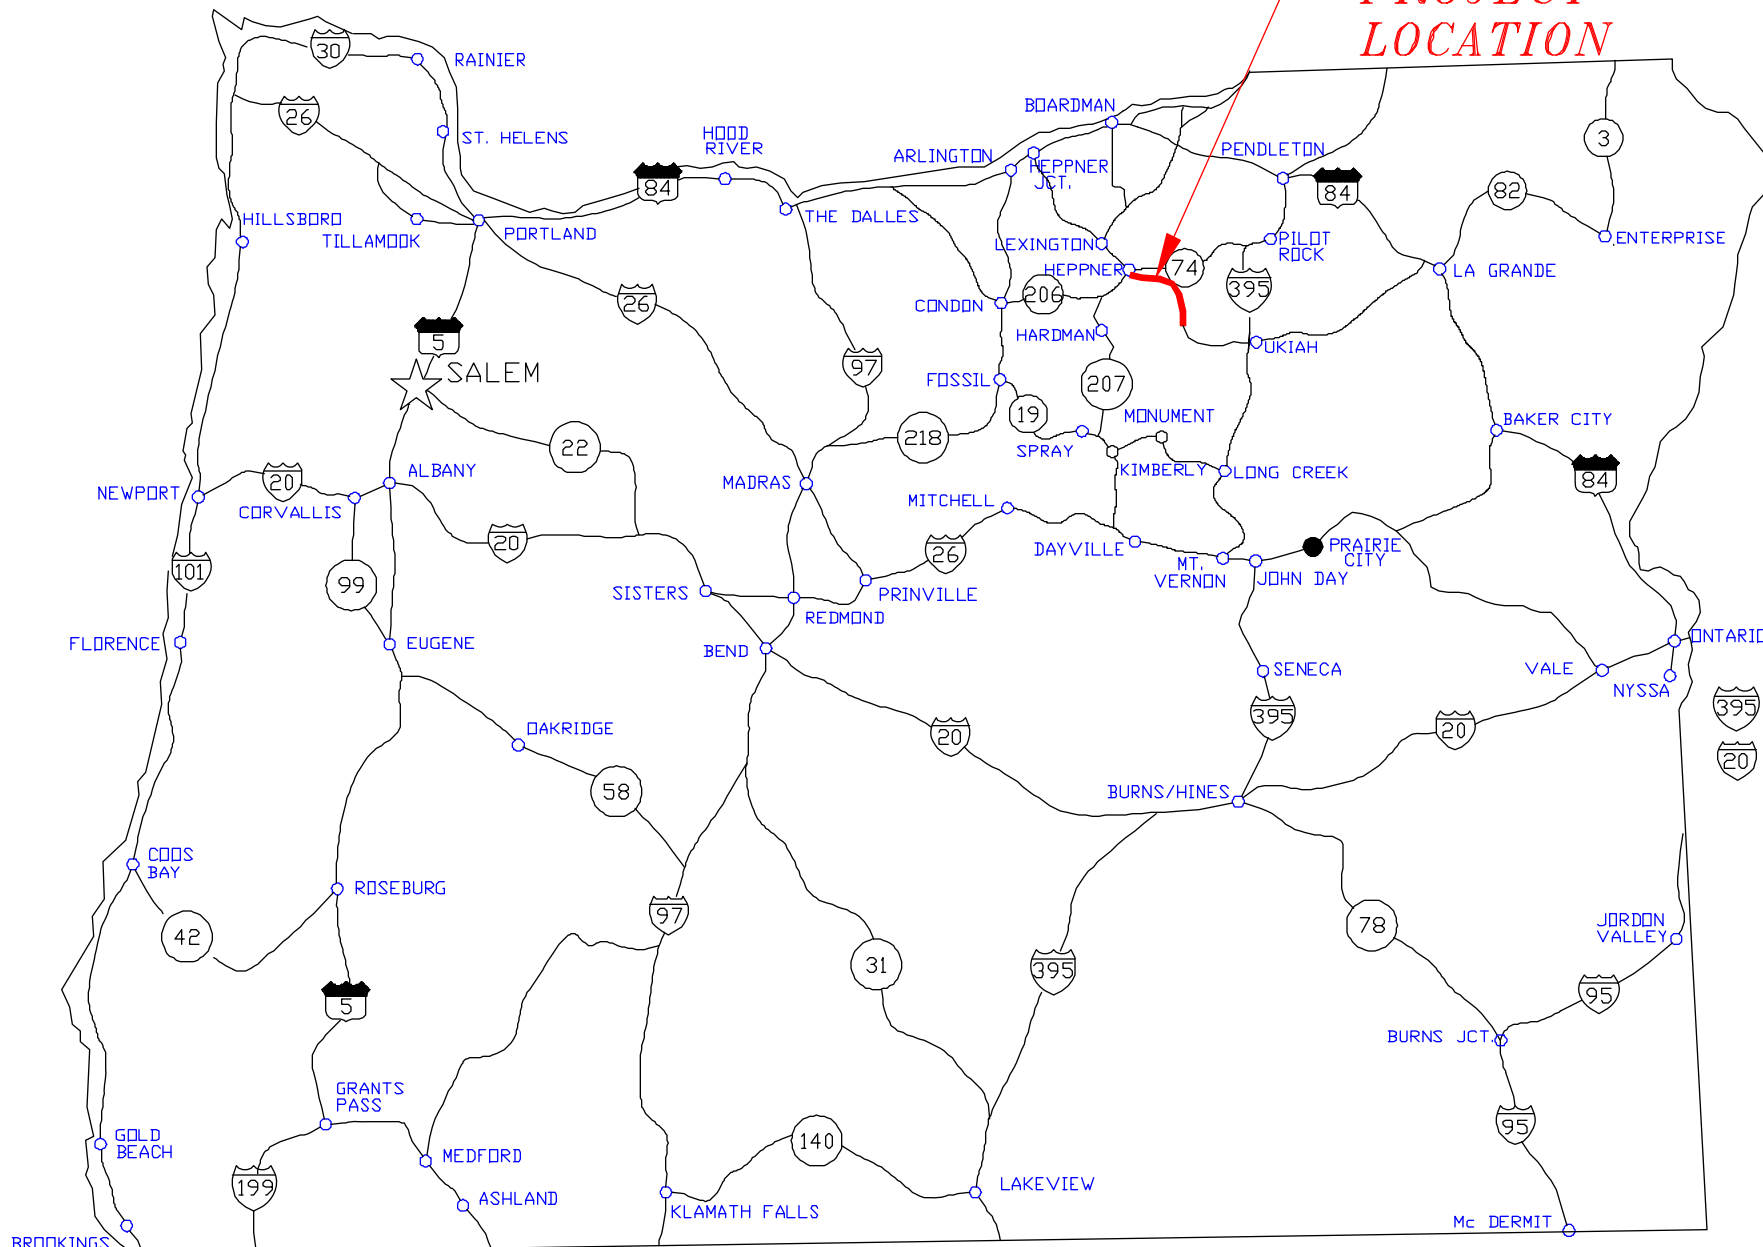 PROJECT
LOCATION
30
RAINIER
26
ST. HELENS
HOOD
RIVER
84
BOARDMAN
ARLINGTON
HEPPNER
JCT.
PENDLETON
84
3
82
HILLSBORO
TILLAMOOK
PORTLAND
THE DALLES
LEXINGTON
HEPPNER
74
PILOT
ROCK
395
ENTERPRISE
LA GRANDE
26
CONDON
206
HARDMAN
UKIAH
5
SALEM
97
FOSSIL
207
19
MONUMENT
BAKER CITY
22
218
SPRAY
KIMBERLY
LONG CREEK
84
ALBANY
20
NEWPORT
CORVALLIS
MADRAS
MITCHELL
20
26
DAYVILLE
MT.
VERNON
JOHN DAY
PRAIRIE
CITY
101
99
SISTERS
REDMOND
PRINVILLE
FLORENCE
EUGENE
BEND
SENECA
VALE
ONTARIO
NYSSA
395
20
OAKRIDGE
20
395
20
58
BURNS/HINES
COOS
BAY
ROSEBURG
97
42
31
395
78
JORDON
VALLEY
5
95
BURNS JCT.
GRANTS
PASS
GOLD
BEACH
MEDFORD
140
95
199
ASHLAND
KLAMATH FALLS
LAKEVIEW
Mc DERMIT
BROOKINGS